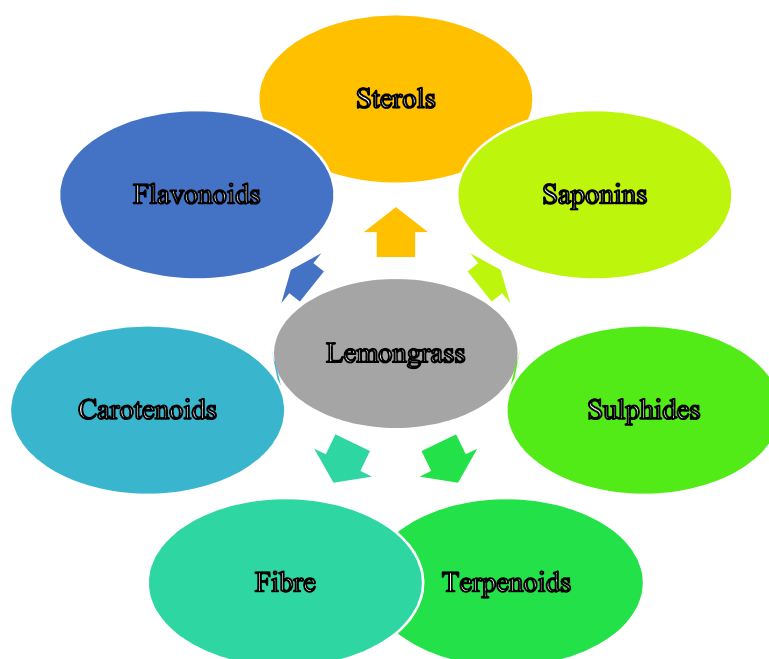 Sterols
Flavonoids
Saponins
Lemongrass
Carotenoids
Sulphides
Fibre
Terpenoids